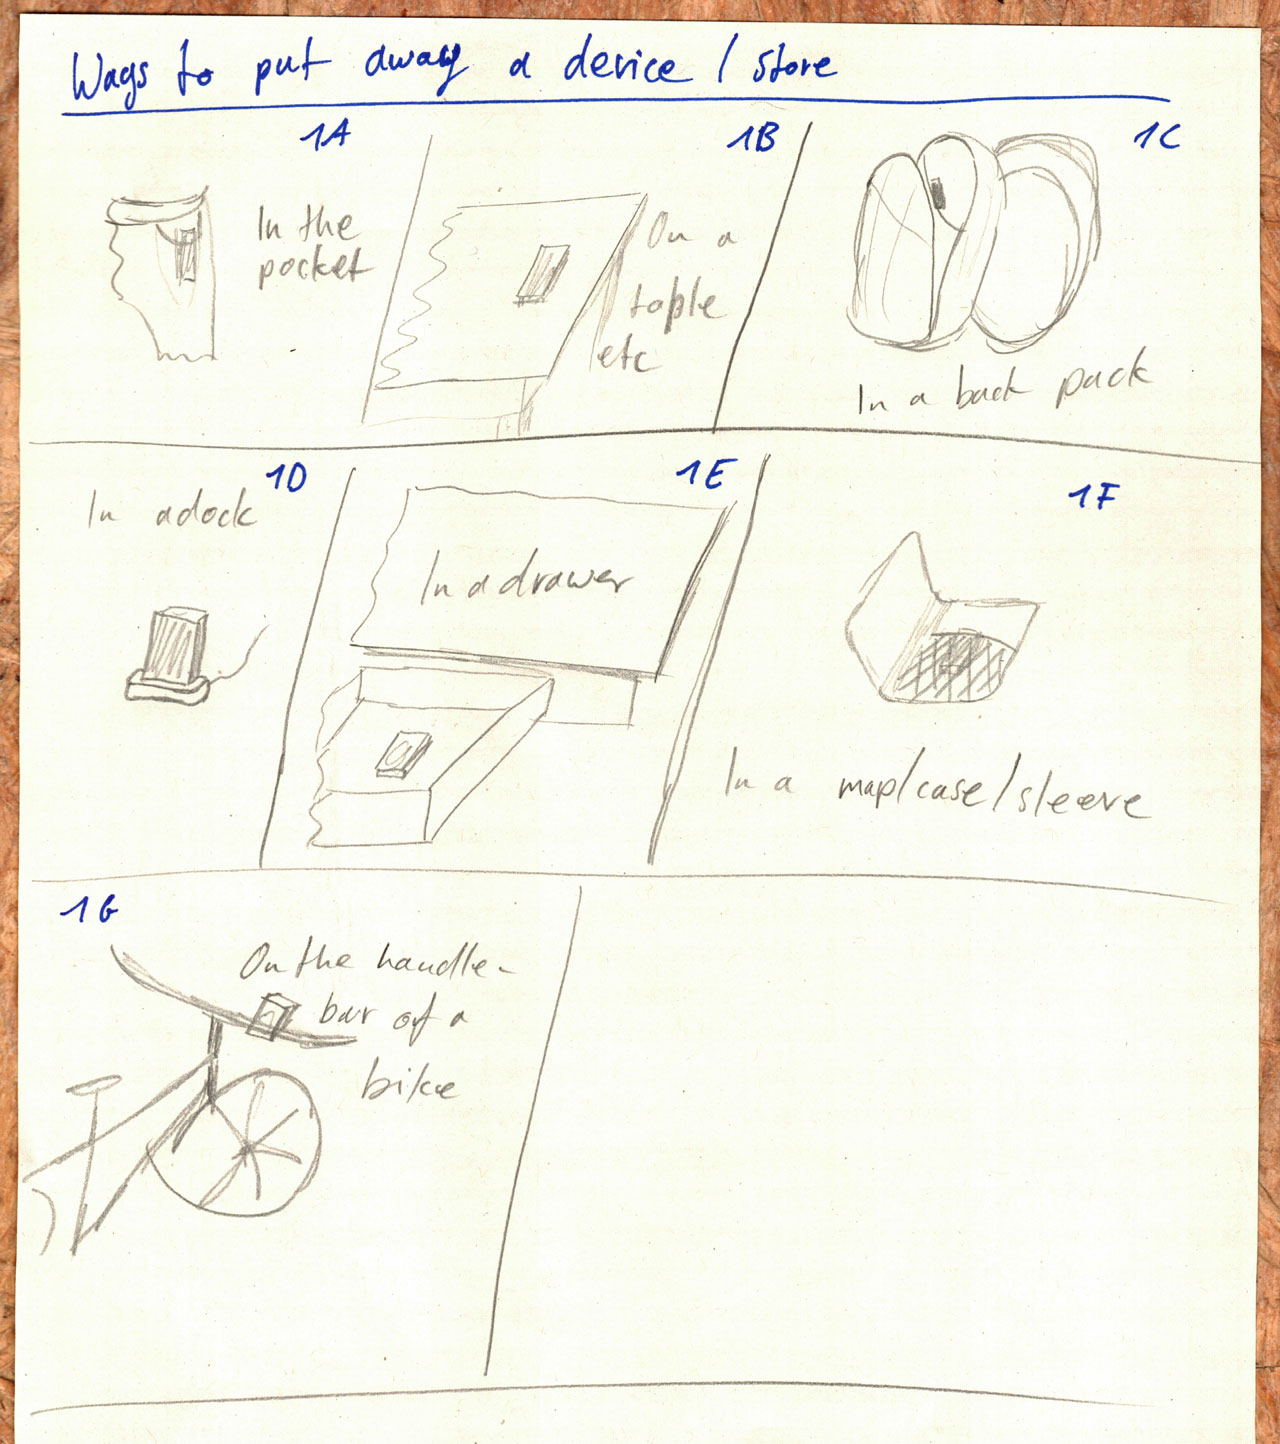 Ways to put away a device / store
1A
In the
pocket
1B
On a
table
etc
1C
In a back pack
1D
In a dock
1E
In a drawer
1F
In a map/case/sleeve
1G
On the handle-
bar of a
bike